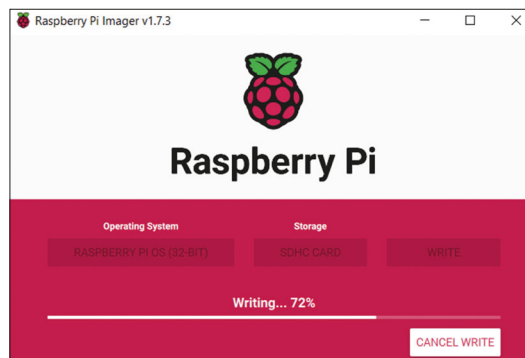 Raspberry Pi Imager v1.7.3
Raspberry Pi
Operating System Storage
RASPBERRY PI OS (32-BIT) SDHC CARD WRITE
Writing... 72%
CANCEL WRITE